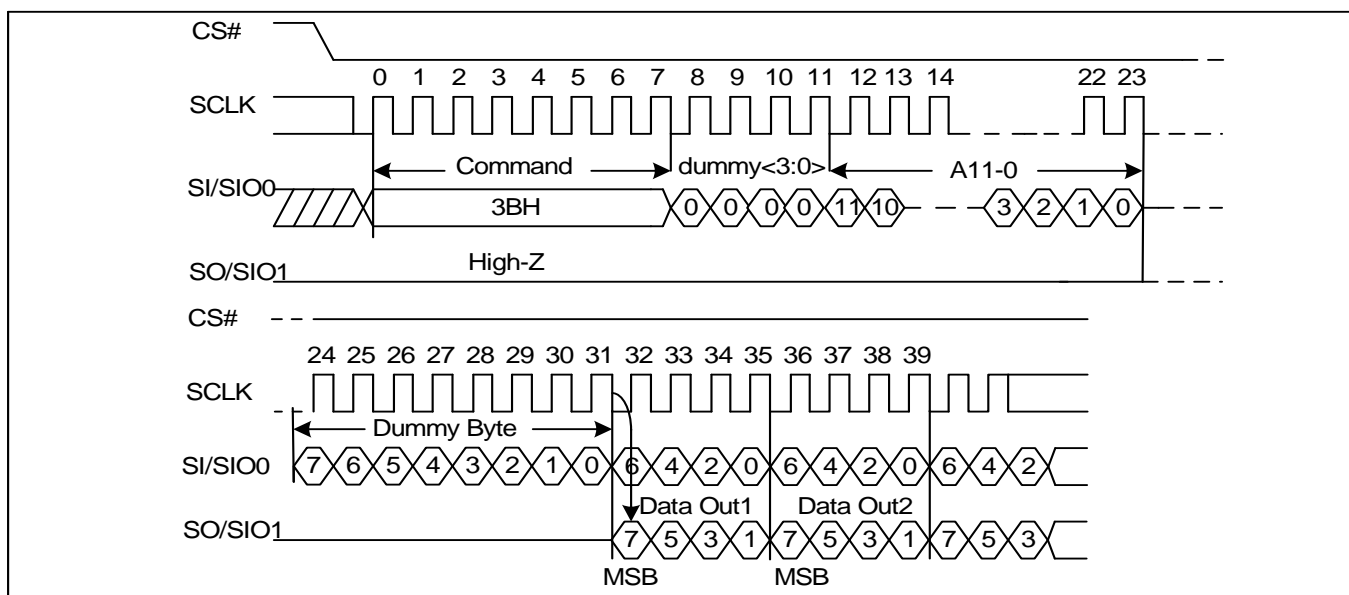 CS#
0 1 2 3 4 5 6 7 8 9 10 11 12 13 14 22 23
SCLK
Command dummy<3:0> A11-0
SI/SIO0
3BH 0 0 0 0 11 10 3 2 1 0
High-Z
SO/SIO1
CS#
24 25 26 27 28 29 30 31 32 33 34 35 36 37 38 39
SCLK
Dummy Byte
SI/SIO0 7 6 5 4 3 2 1 0 6 4 2 0 6 4 2 0 6 4 2
Data Out1 Data Out2
SO/SIO1 7 5 3 1 7 5 3 1 7 5 3
MSB MSB